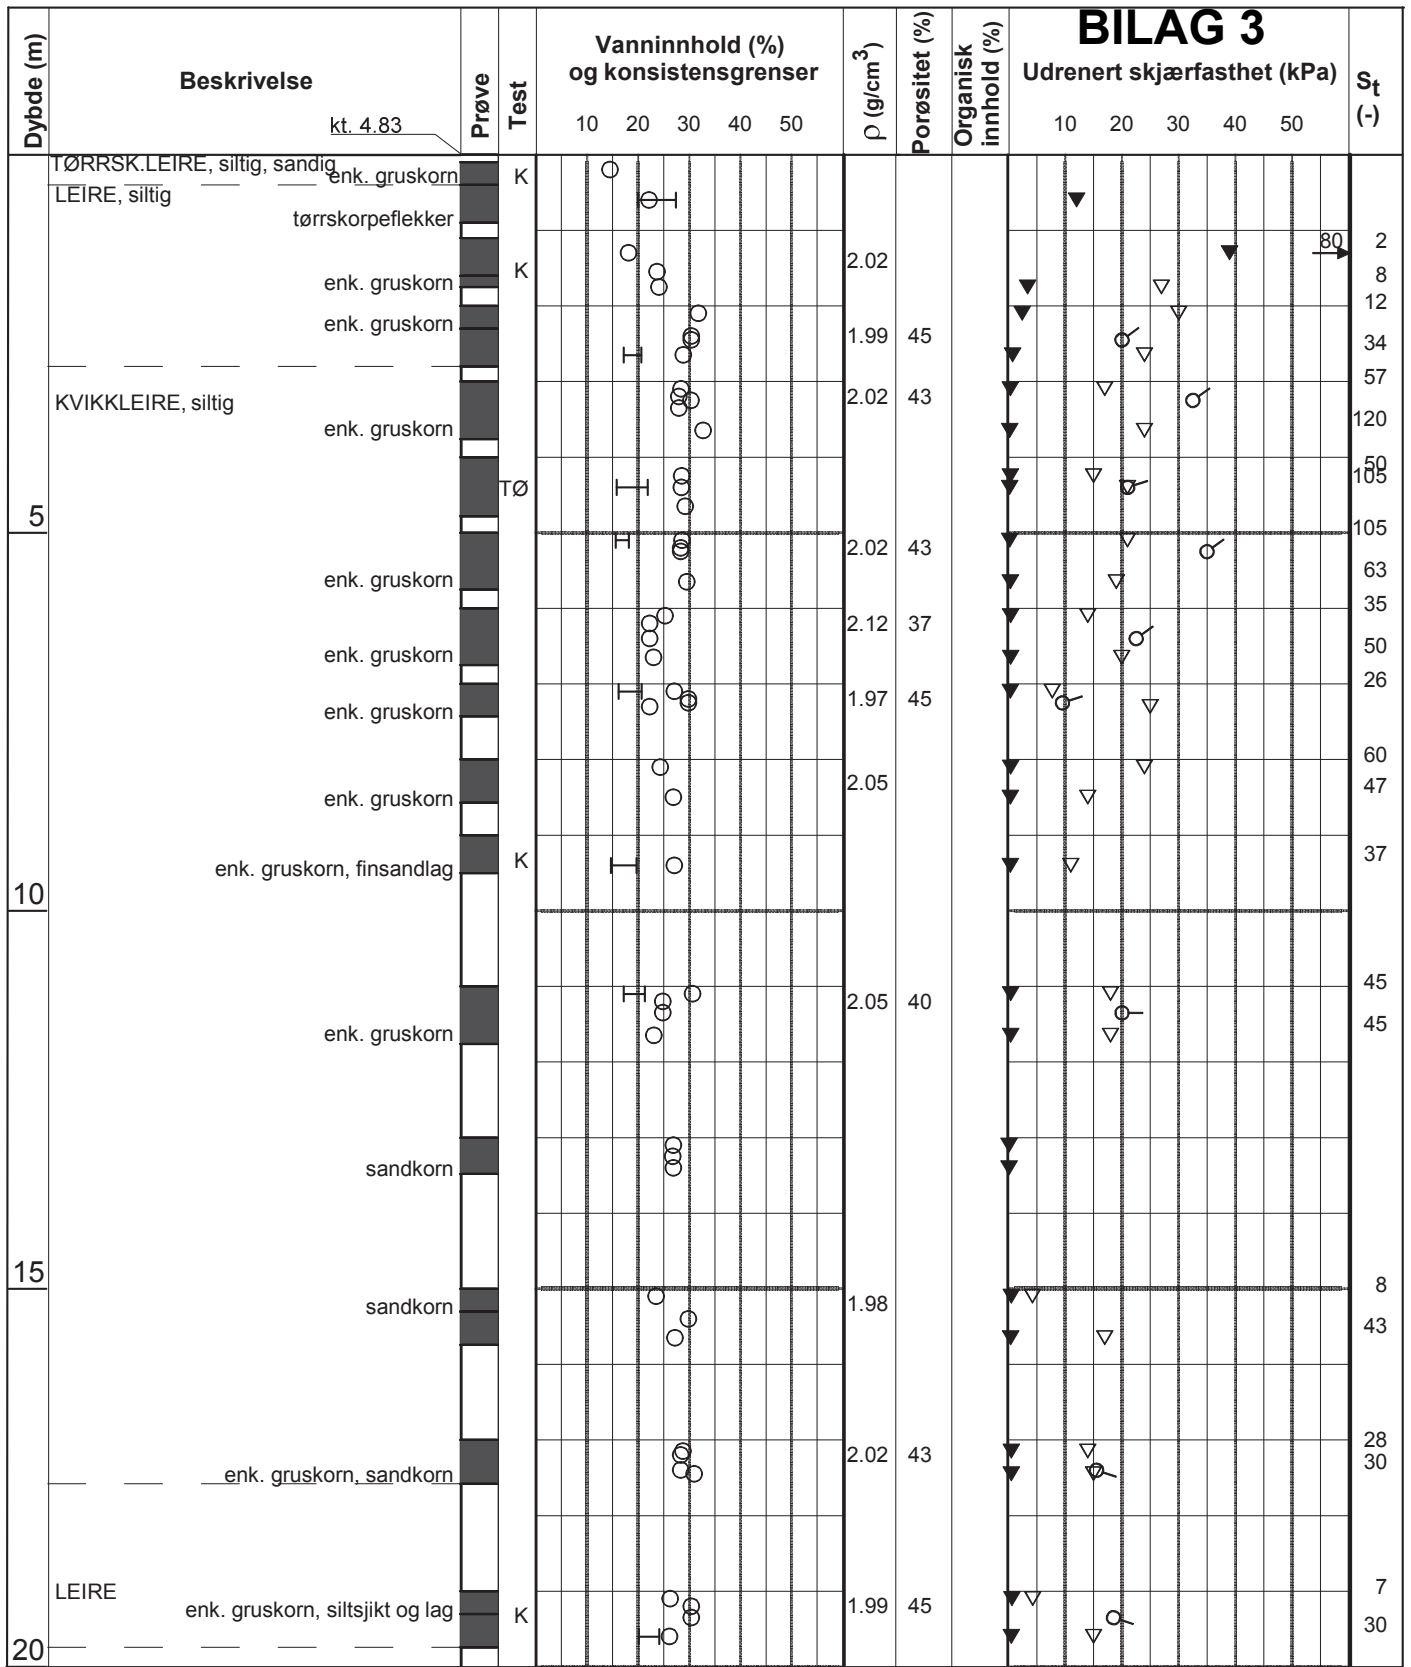 BILAG 3
Dybde (m)
Beskrivelse
kt. 4.83
Prøve
Test
Vanninnhold (%)
og konsistensgrenser
10 20 30 40 50
ρ (g/cm3)
Porøsitet (%)
Organisk
innhold (%)
Udrenert skjærfasthet (kPa)
10 20 30 40 50
St
(-)
TØRRSK.LEIRE, siltig, sandig
enk. gruskorn K
LEIRE, siltig
tørrskorpeflekker
80 2
2.02
K
8
enk. gruskorn
12
enk. gruskorn
1.99 45
34
57
KVIKKLEIRE, siltig
2.02 43
120
enk. gruskorn
50
TØ
105
5
105
2.02 43
63
enk. gruskorn
35
2.12 37
50
enk. gruskorn
26
1.97 45
enk. gruskorn
60
2.05
47
enk. gruskorn
37
enk. gruskorn, finsandlag K
10
45
2.05 40
45
enk. gruskorn
sandkorn
15
8
sandkorn
1.98
43
28
2.02 43
30
enk. gruskorn, sandkorn
7
LEIRE
1.99 45
enk. gruskorn, siltsjikt og lag K
30
20